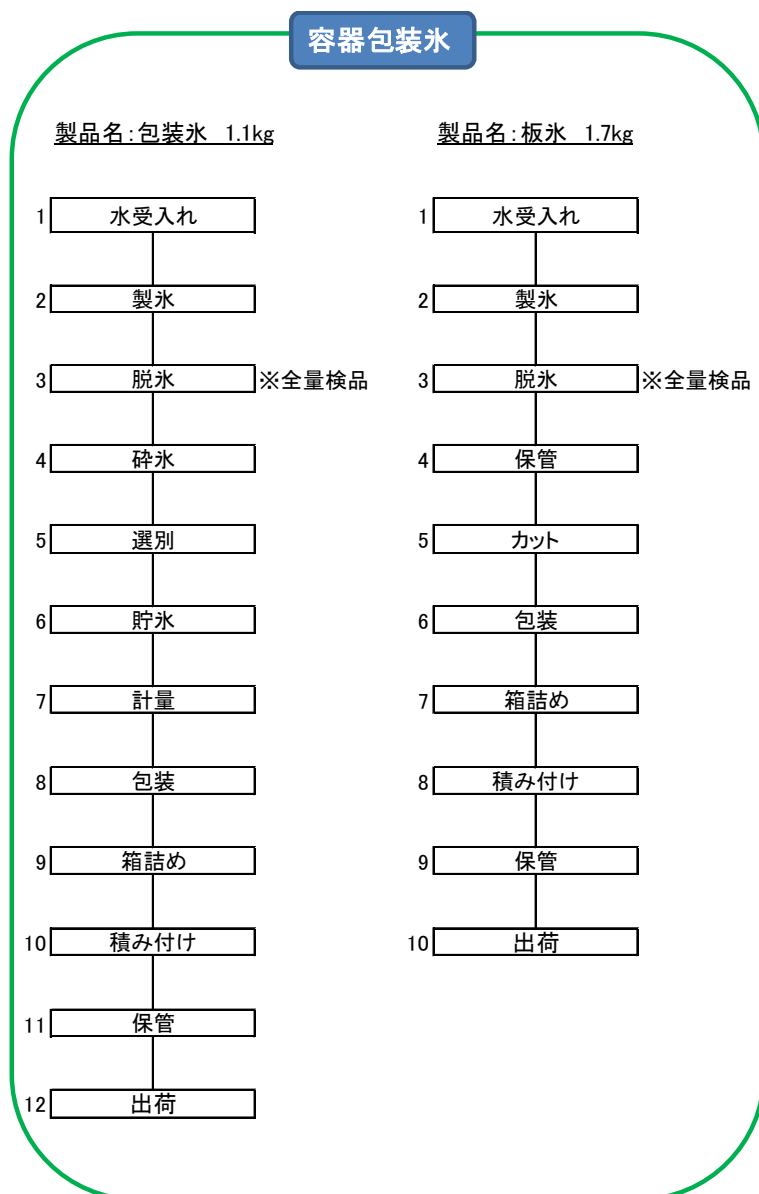 容器包装氷
製品名：包装氷　1.1kg
1 水受入れ
2 製氷
3 脱氷 ※全量検品
4 砕氷
5 選別
6 貯氷
7 計量
8 包装
9 箱詰め
10 積み付け
11 保管
12 出荷
製品名：板氷　1.7kg
1 水受入れ
2 製氷
3 脱氷 ※全量検品
4 保管
5 カット
6 包装
7 箱詰め
8 積み付け
9 保管
10 出荷